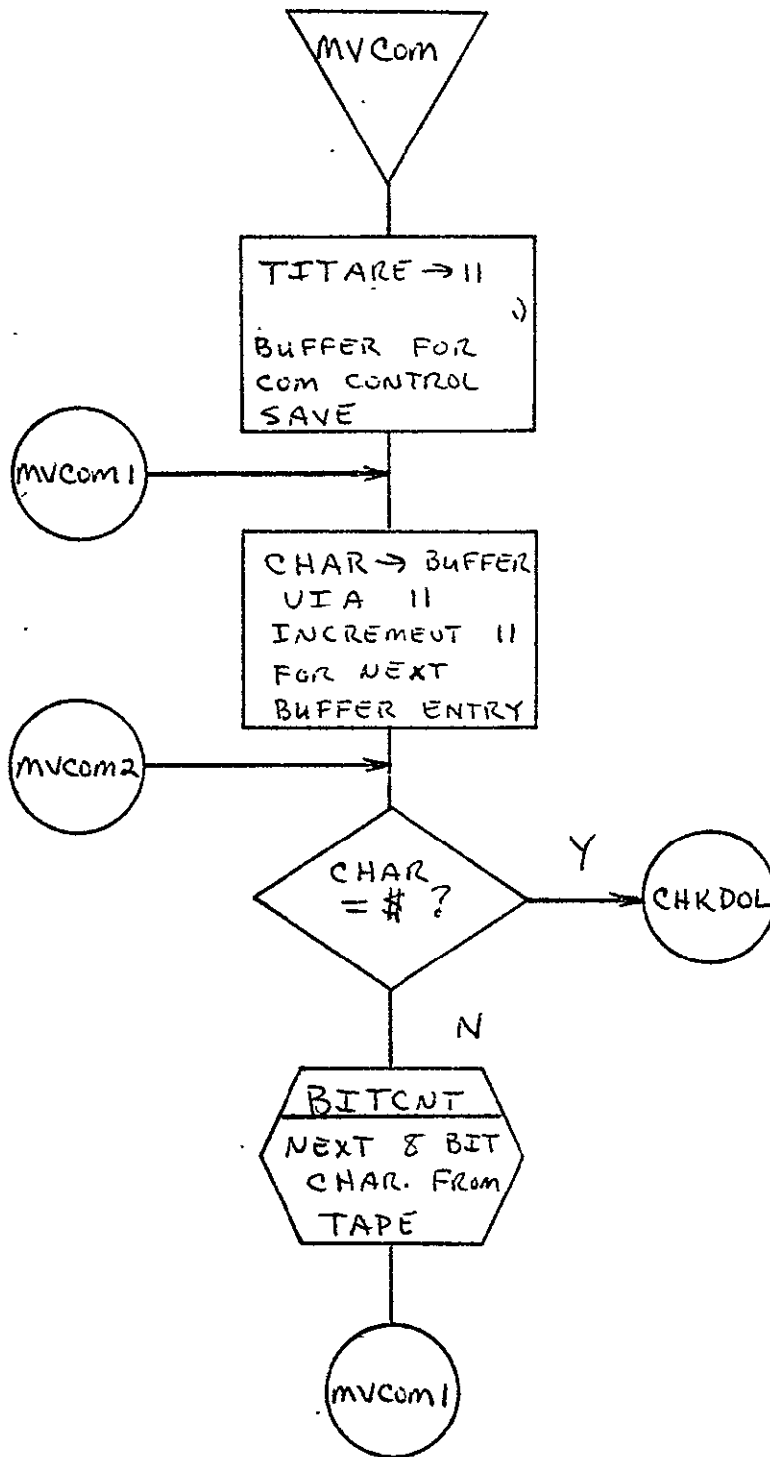 MVCOM
TITARE → 11
BUFFER FOR
COM CONTROL
SAVE
MVCOM1
CHAR → BUFFER
VIA 11
INCREMENT 11
FOR NEXT
BUFFER ENTRY
MVCOM2
CHAR
= # ?
Y
CHKDOL
N
BITCNT
NEXT 8 BIT
CHAR. FROM
TAPE
MVCOM1